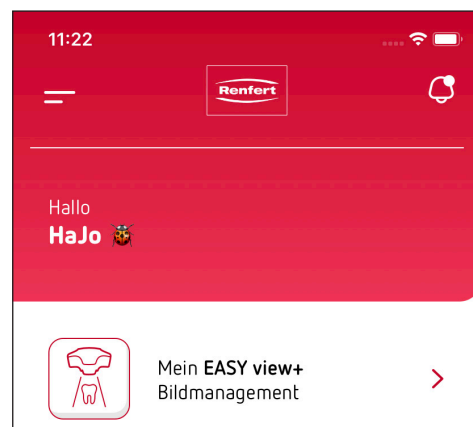 11:22
Renfert
Hallo
HaJo 🐞
Mein EASY view+
Bildmanagement